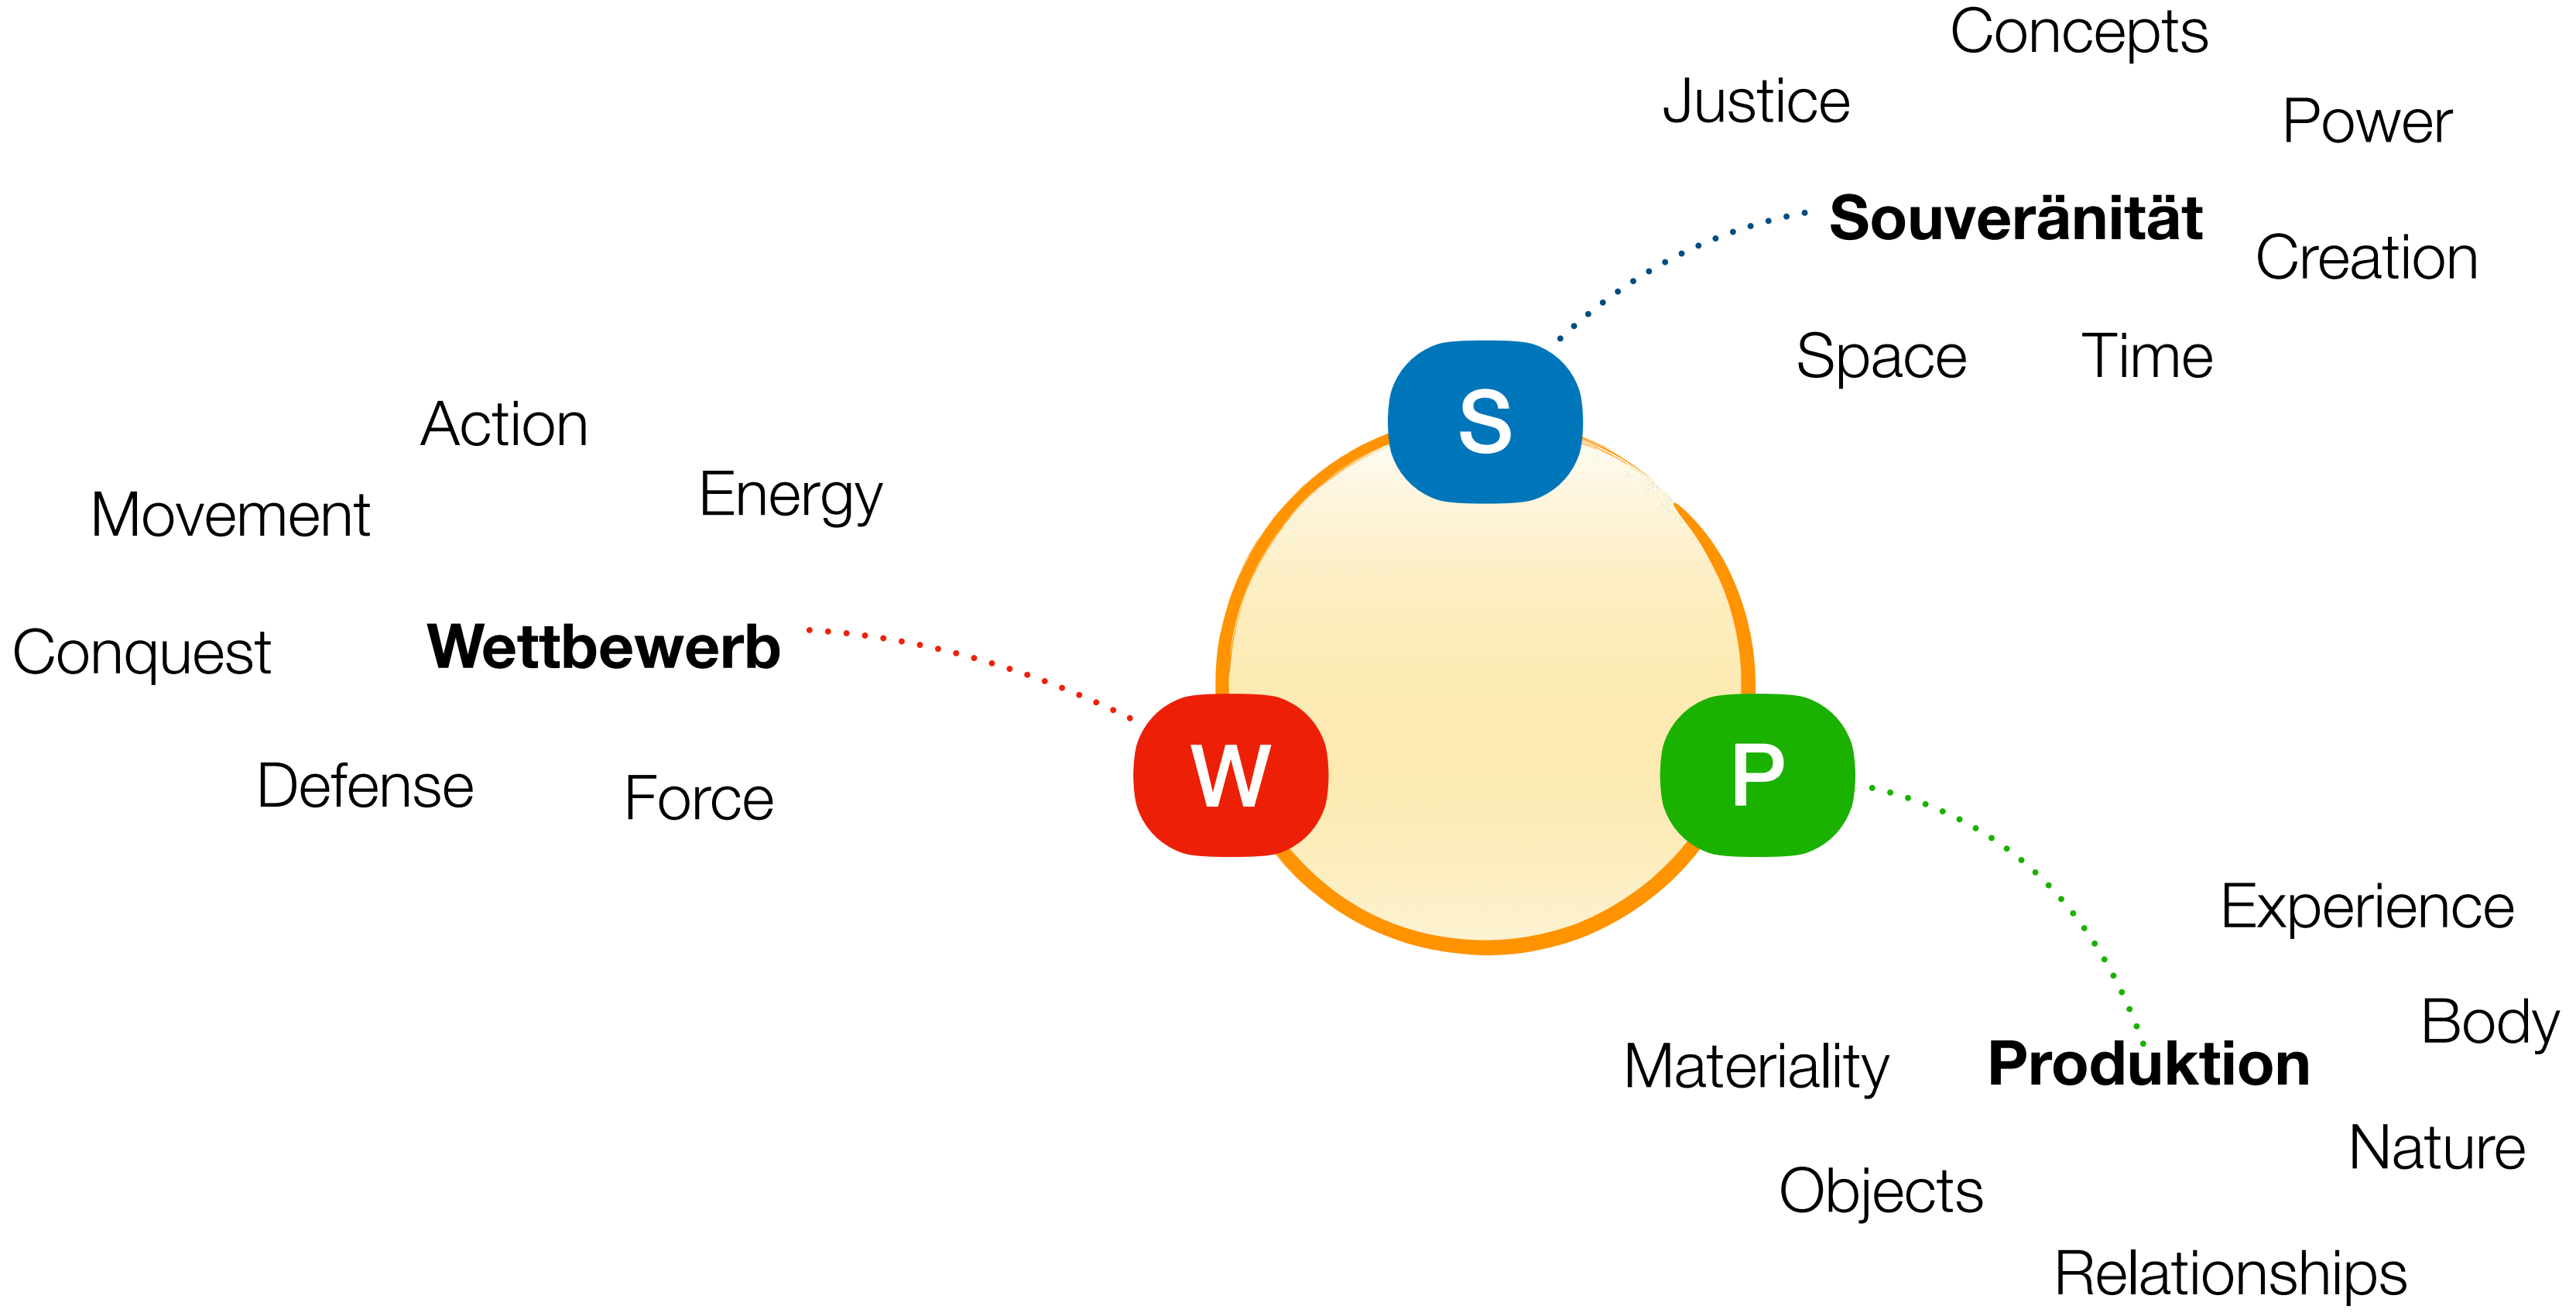 Concepts
Justice
Power
Souveränität
Creation
Space
Time
S
Action
Energy
Movement
Wettbewerb
Conquest
Defense
Force
W
P
Experience
Body
Materiality
Produktion
Nature
Objects
Relationships